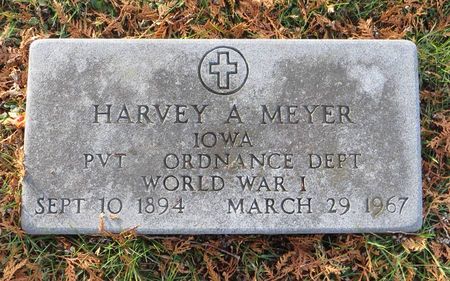 HARVEY A MEYER
IOWA
PVT ORDNANCE DEPT
WORLD WAR I
SEPT 10 1894 MARCH 29 1967